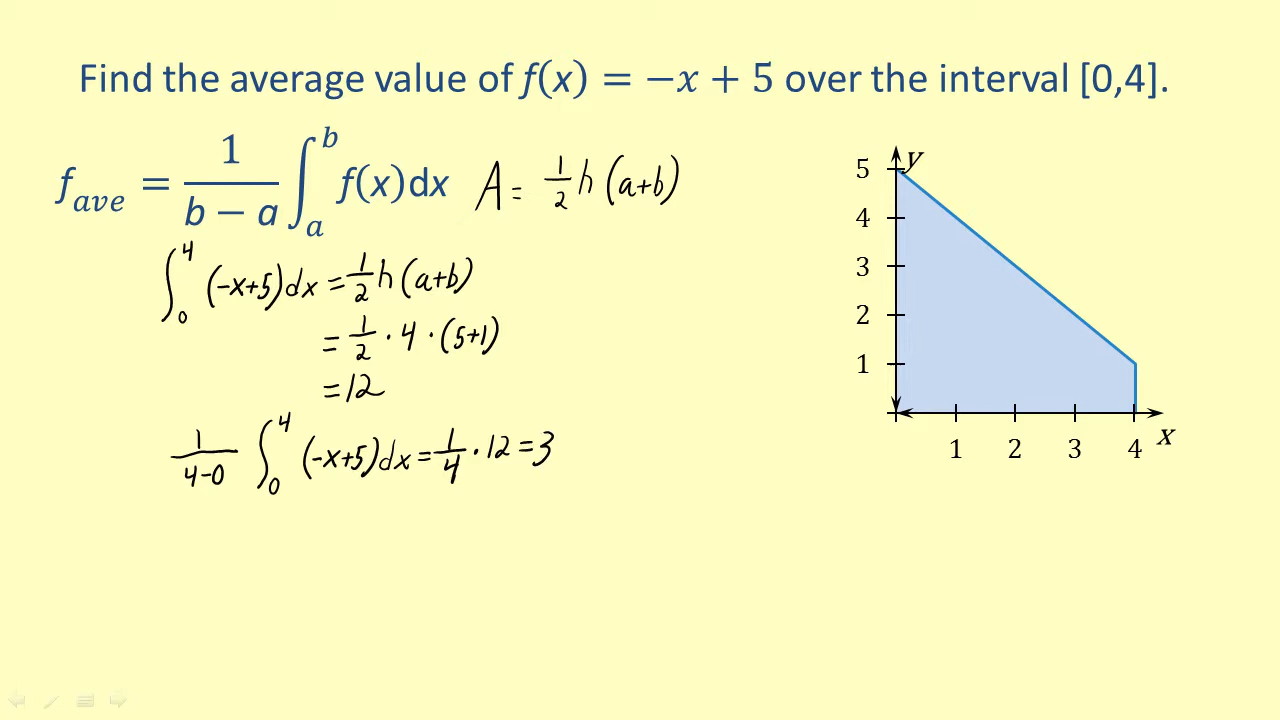 Find the average value of f(x) = −x + 5 over the interval [0,4].
f_ave = 1/(b − a) ∫_a^b f(x)dx A = 1/2 h(a+b)
∫_0^4 (-x+5)dx = 1/2 h(a+b)
= 1/2 · 4 · (5+1)
= 12
1/(4-0) ∫_0^4 (-x+5)dx = 1/4 · 12 = 3
y
5
4
3
2
1
1 2 3 4 x